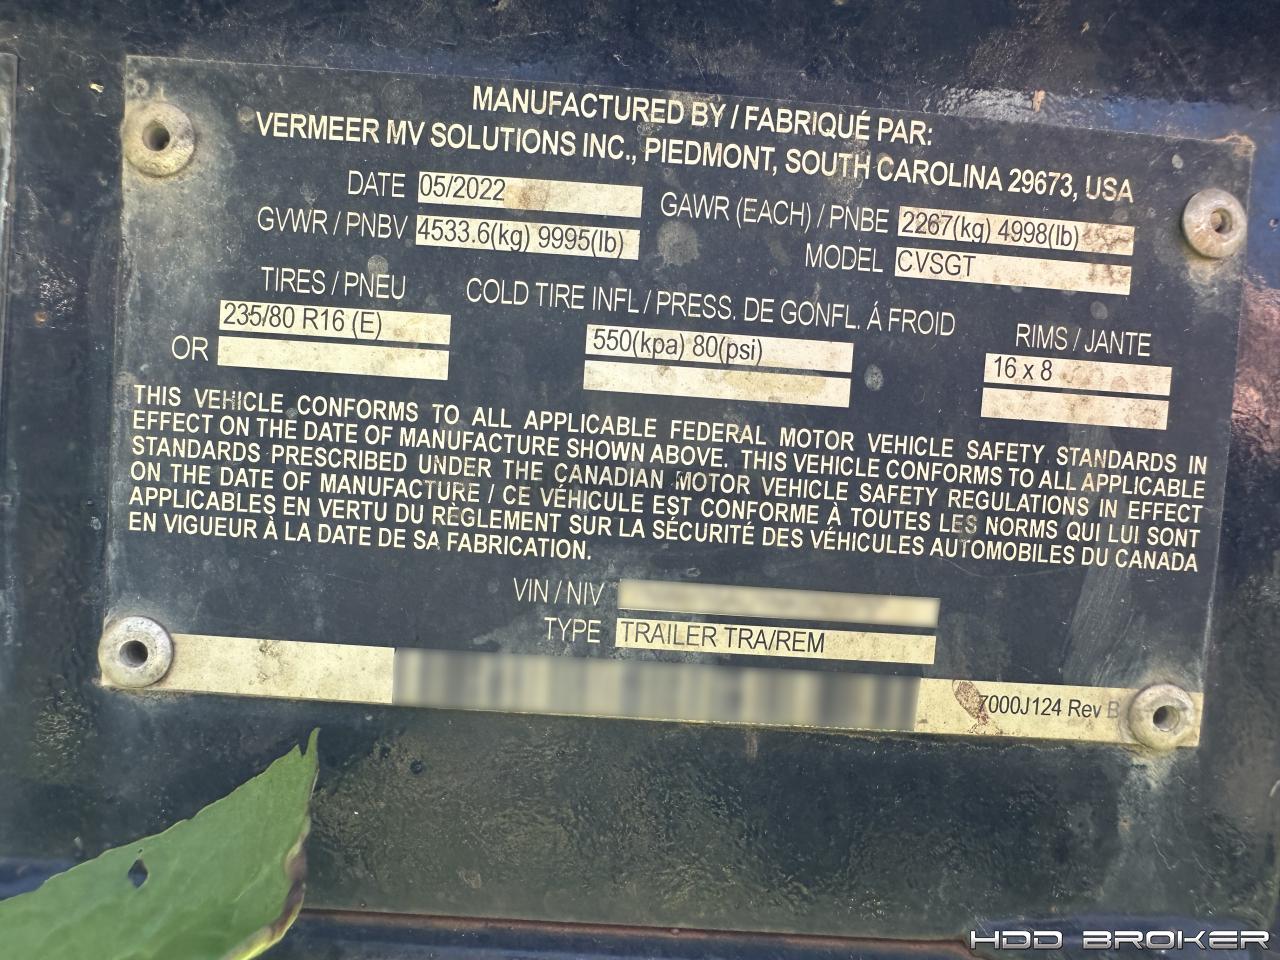 MANUFACTURED BY / FABRIQUÉ PAR:
VERMEER MV SOLUTIONS INC., PIEDMONT, SOUTH CAROLINA 29673, USA
DATE 05/2022 GAWR (EACH) / PNBE 2267(kg) 4998(lb)
GVWR / PNBV 4533.6(kg) 9995(lb) MODEL CVSGT
TIRES / PNEU COLD TIRE INFL / PRESS. DE GONFL. Á FROID RIMS / JANTE
235/80 R16 (E) 550(kpa) 80(psi) 16 x 8
OR
THIS VEHICLE CONFORMS TO ALL APPLICABLE FEDERAL MOTOR VEHICLE SAFETY STANDARDS IN
EFFECT ON THE DATE OF MANUFACTURE SHOWN ABOVE. THIS VEHICLE CONFORMS TO ALL APPLICABLE
STANDARDS PRESCRIBED UNDER THE CANADIAN MOTOR VEHICLE SAFETY REGULATIONS IN EFFECT
ON THE DATE OF MANUFACTURE / CE VÉHICULE EST CONFORME À TOUTES LES NORMS QUI LUI SONT
APPLICABLES EN VERTU DU RÈGLEMENT SUR LA SÉCURITÉ DES VÉHICULES AUTOMOBILES DU CANADA
EN VIGUEUR À LA DATE DE SA FABRICATION.
VIN / NIV
TYPE TRAILER TRA/REM
7000J124 Rev B
HDD BROKER